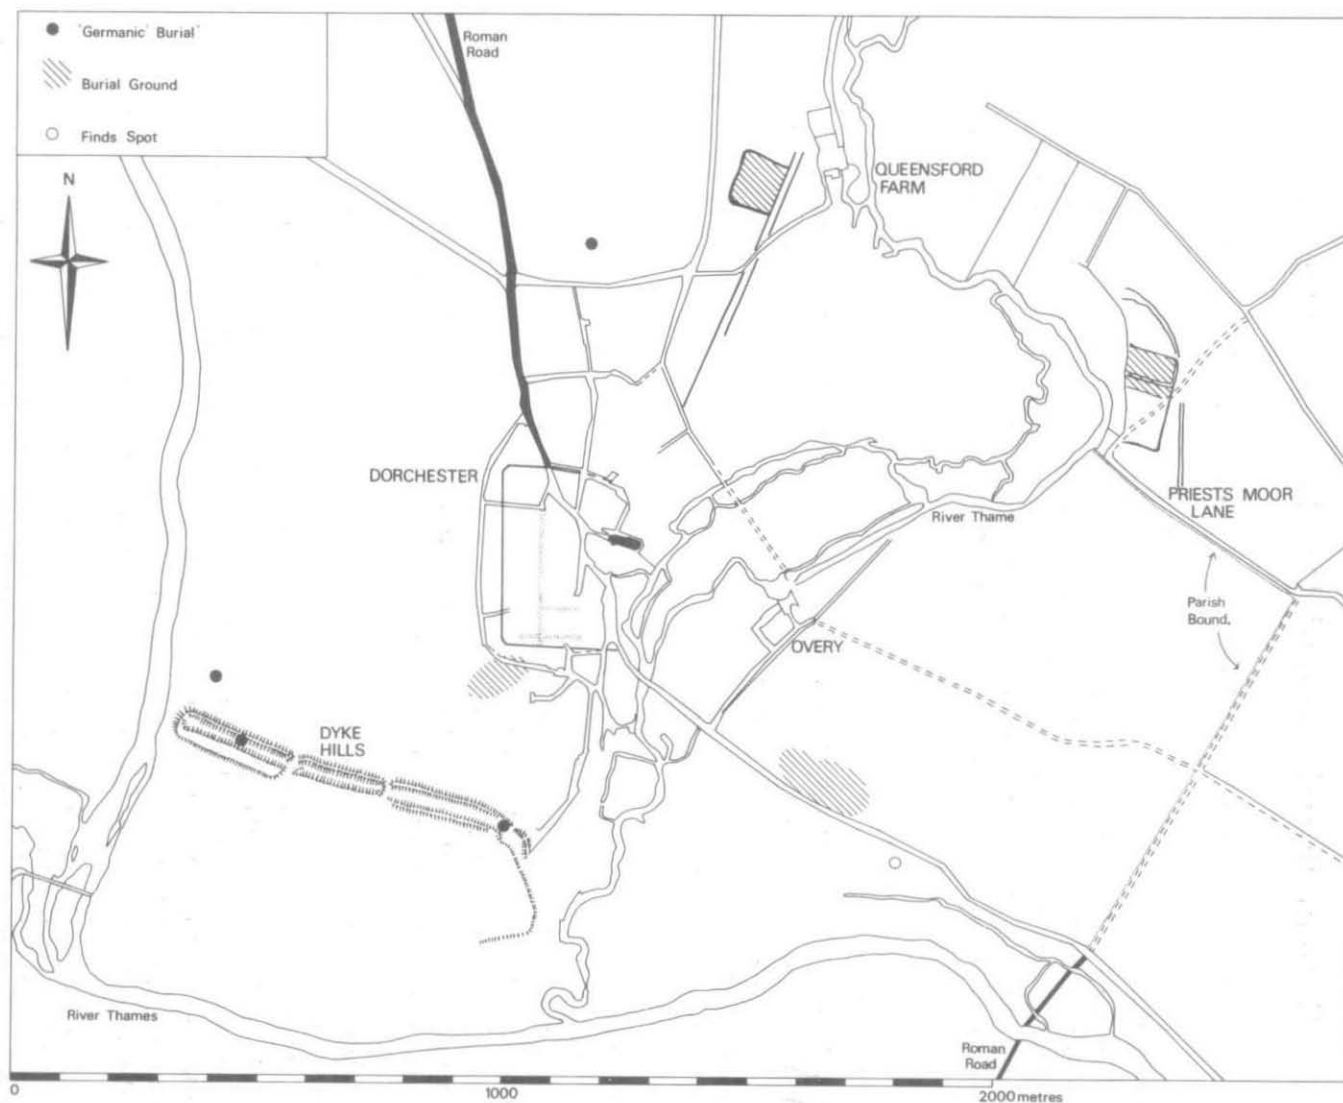 'Germanic' Burial'
Burial Ground
Finds Spot
N
Roman
Road
QUEENSFORD
FARM
DORCHESTER
PRIESTS MOOR
LANE
River Thame
Parish
Bound.
OVERY
DYKE
HILLS
River Thames
Roman
Road
0
1000
2000 metres